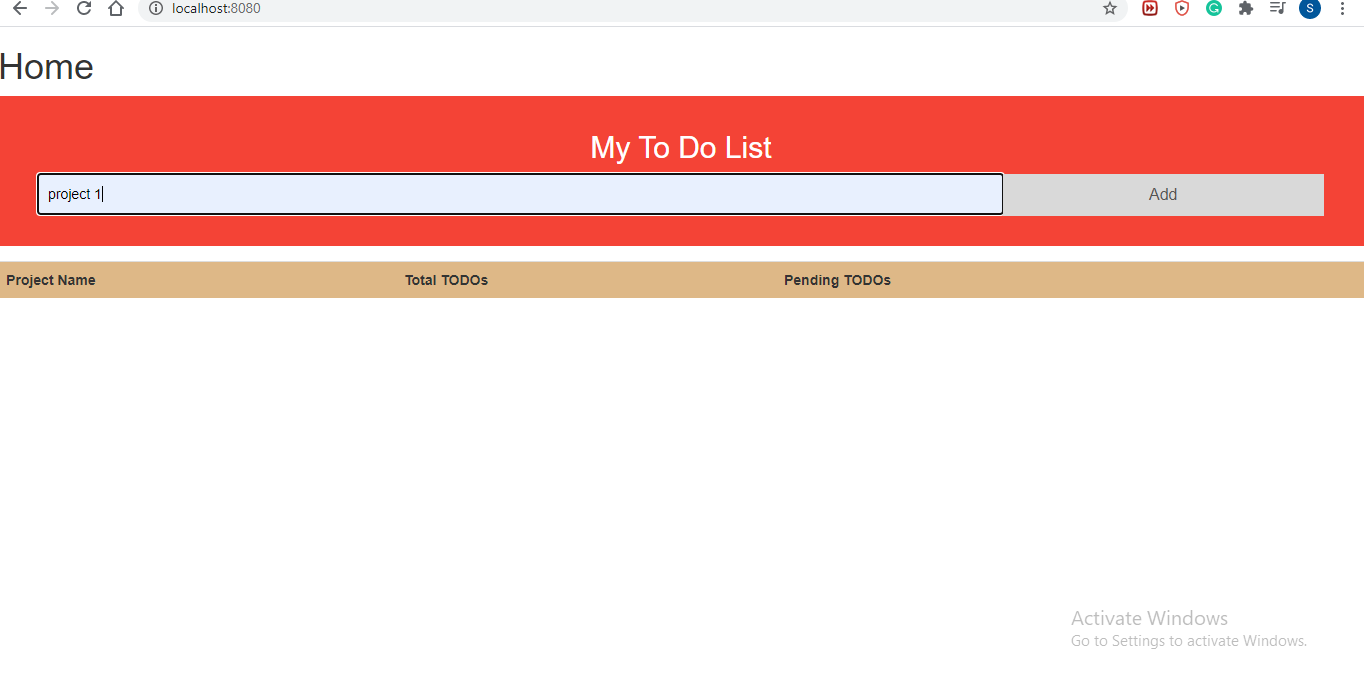 localhost:8080
S
Home
My To Do List
project 1
Add
Project Name Total TODOs Pending TODOs
Activate Windows
Go to Settings to activate Windows.